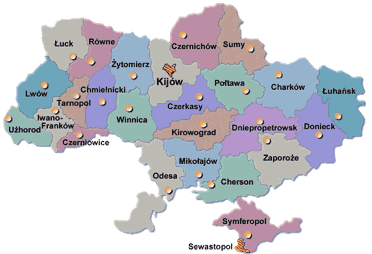 Łuck
Równe
Czernichów
Sumy
Żytomierz
Kijów
Lwów
Tarnopol
Chmielnicki
Połtawa
Charków
Ługańsk
Iwano-
Franków
Użhorod
Winnica
Czerkasy
Kirowograd
Dniepropetrowsk
Donieck
Czerniowice
Zaporoże
Mikołajów
Odesa
Cherson
Symferopol
Sewastopol